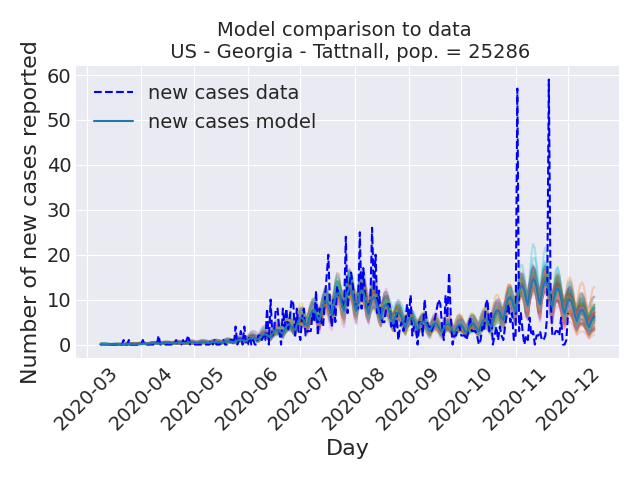 Model comparison to data
US - Georgia - Tattnall, pop. = 25286
Number of new cases reported
60
50
40
30
20
10
0
new cases data
new cases model
2020-03
2020-04
2020-05
2020-06
2020-07
2020-08
2020-09
2020-10
2020-11
2020-12
Day